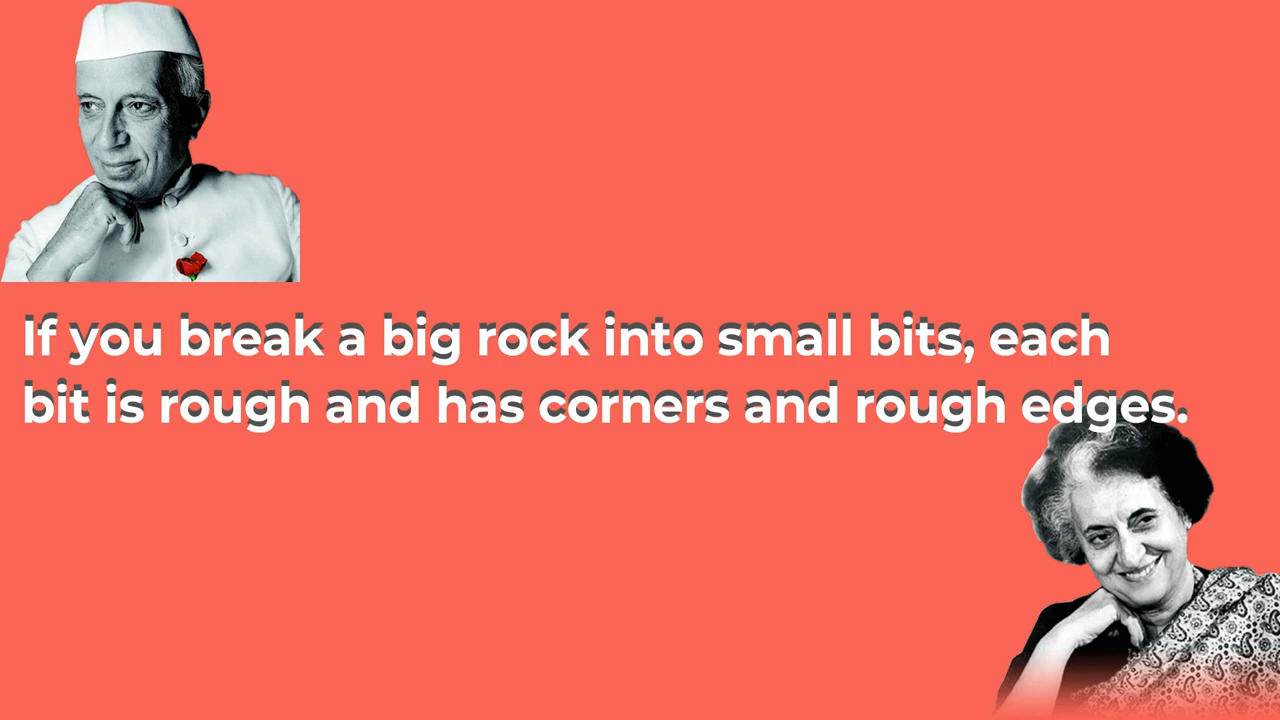 If you break a big rock into small bits, each
bit is rough and has corners and rough edges.